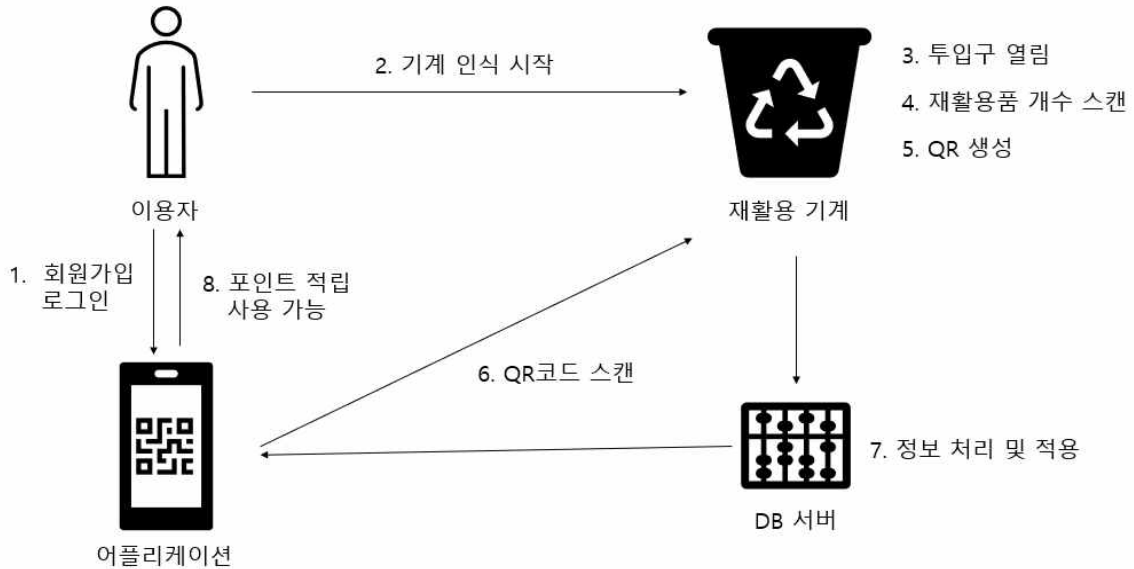 2. 기계 인식 시작
3. 투입구 열림
4. 재활용품 개수 스캔
5. QR 생성
이용자
재활용 기계
1. 회원가입
로그인
8. 포인트 적립
사용 가능
6. QR코드 스캔
7. 정보 처리 및 적용
DB 서버
어플리케이션